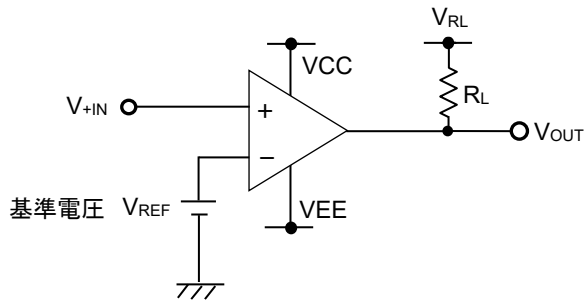 VRL
VCC
RL
V+IN
+
VOUT
−
基準電圧 VREF
VEE